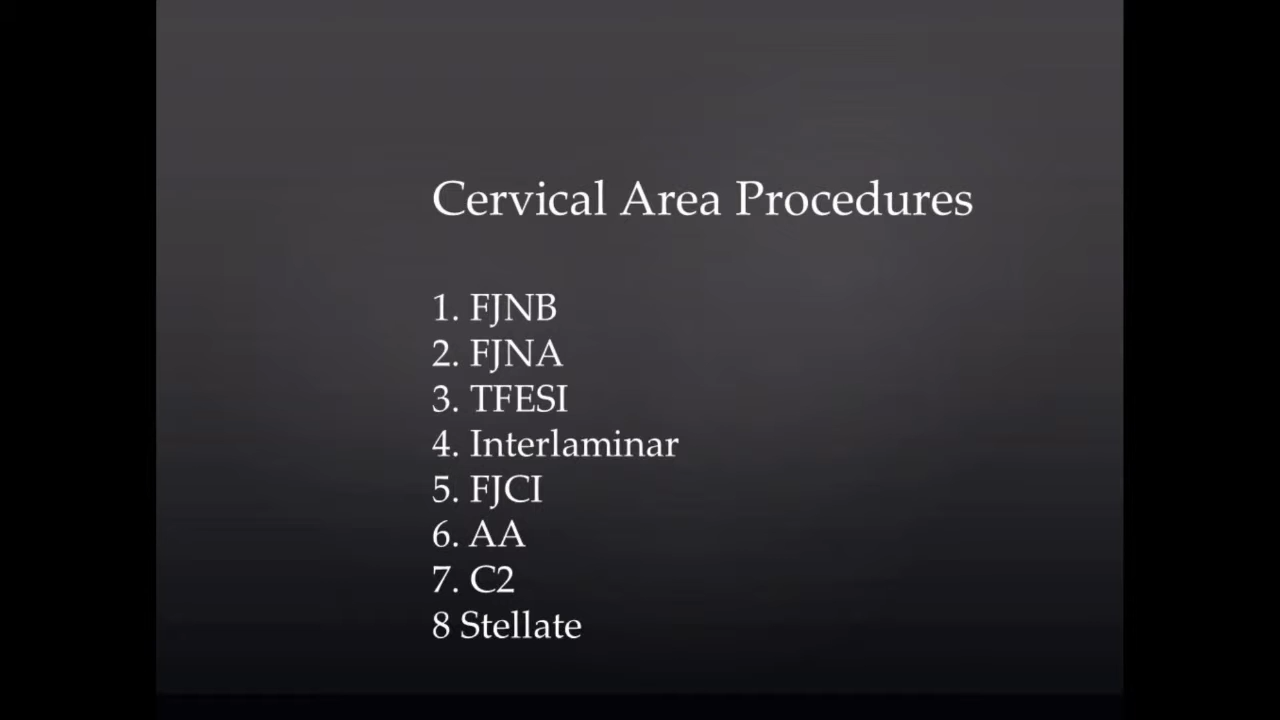 Cervical Area Procedures
1. FJNB
2. FJNA
3. TFESI
4. Interlaminar
5. FJCI
6. AA
7. C2
8 Stellate